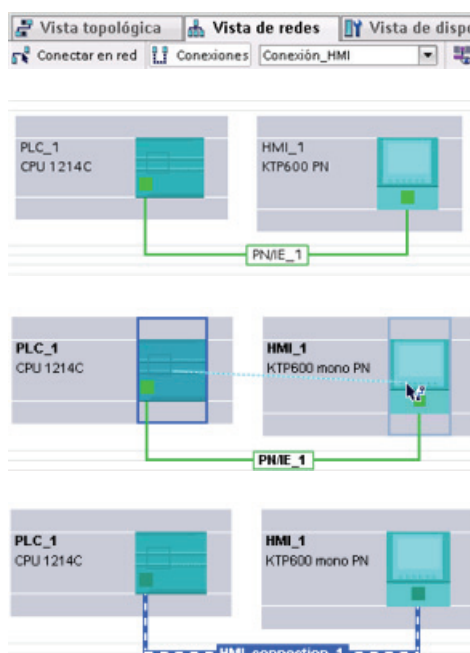 Vista topológica Vista de redes Vista de dispo
Conectar en red Conexiones Conexión_HMI
PLC_1
CPU 1214C
HMI_1
KTP600 PN
PN/IE_1
PLC_1
CPU 1214C
HMI_1
KTP600 mono PN
PN/IE_1
PLC_1
CPU 1214C
HMI_1
KTP600 mono PN
HMI_connection_1